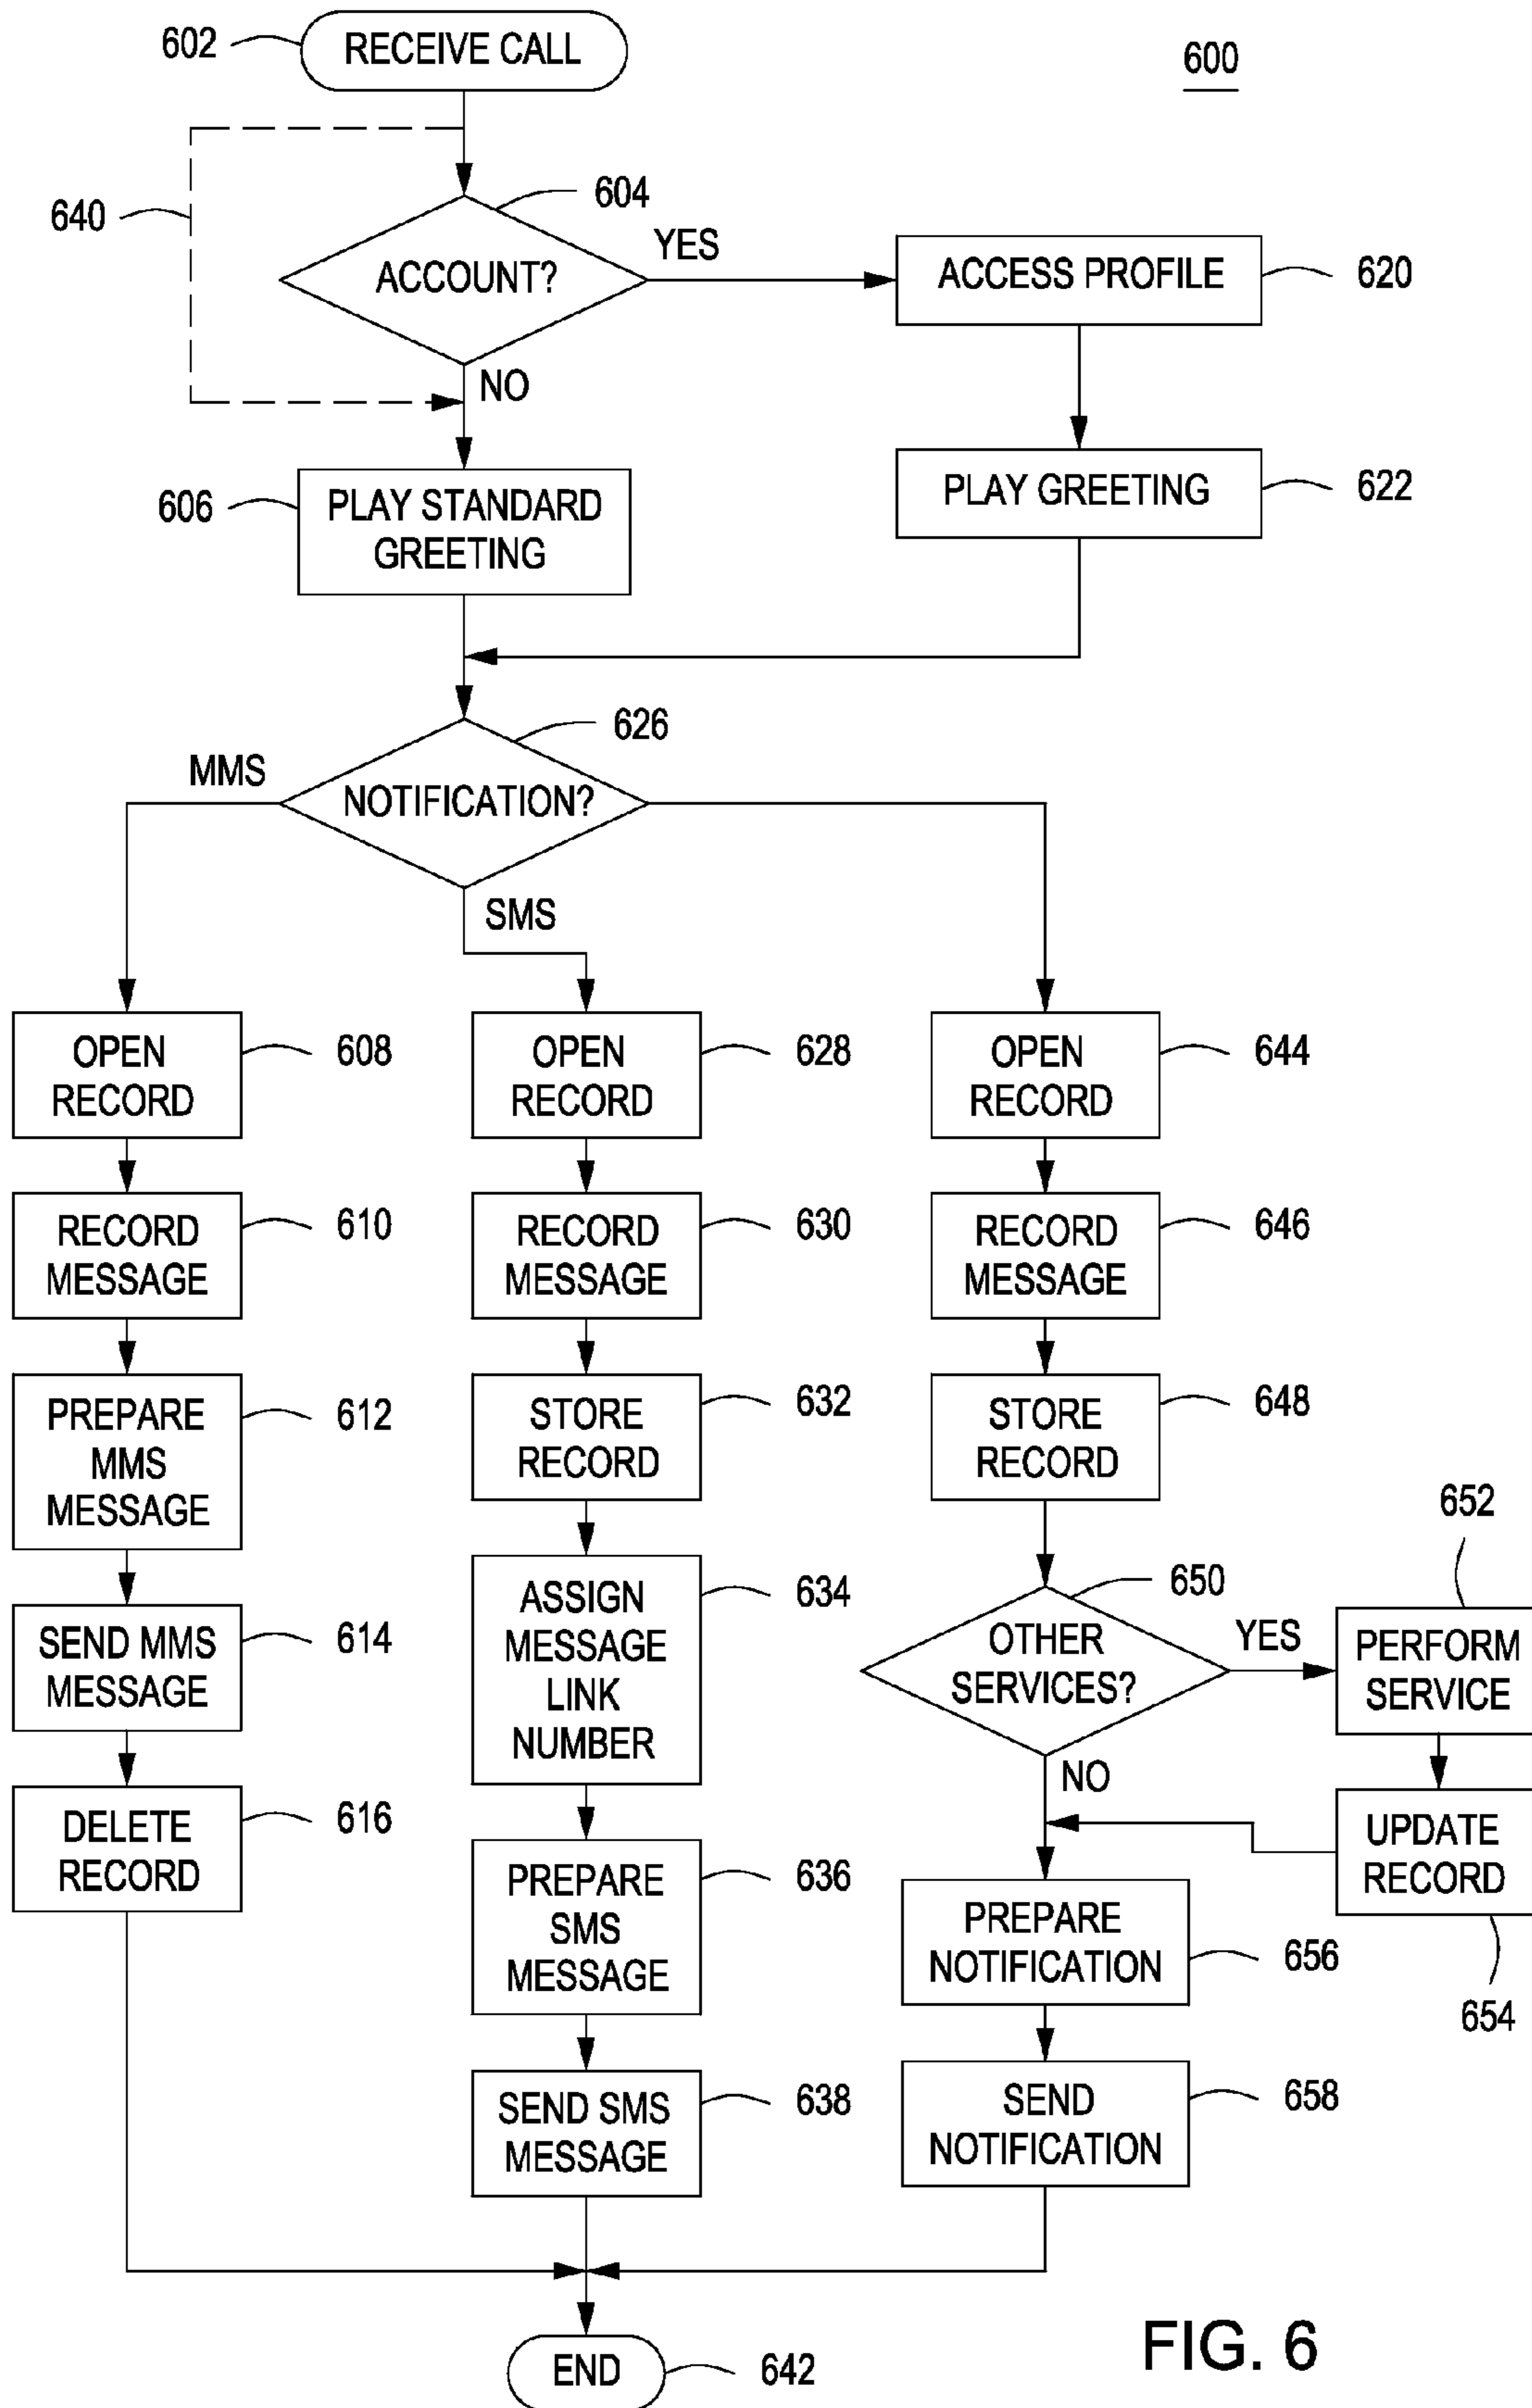 602
RECEIVE CALL
600
640
604
ACCOUNT?
YES
ACCESS PROFILE
620
NO
606
PLAY STANDARD
GREETING
PLAY GREETING
622
626
MMS
NOTIFICATION?
SMS
OPEN
RECORD
608
OPEN
RECORD
628
OPEN
RECORD
644
RECORD
MESSAGE
610
RECORD
MESSAGE
630
RECORD
MESSAGE
646
PREPARE
MMS
MESSAGE
612
STORE
RECORD
632
STORE
RECORD
648
SEND MMS
MESSAGE
614
ASSIGN
MESSAGE
LINK
NUMBER
634
650
OTHER
SERVICES?
YES
652
PERFORM
SERVICE
NO
DELETE
RECORD
616
PREPARE
SMS
MESSAGE
636
UPDATE
RECORD
654
PREPARE
NOTIFICATION
656
SEND SMS
MESSAGE
638
SEND
NOTIFICATION
658
END
642
FIG. 6